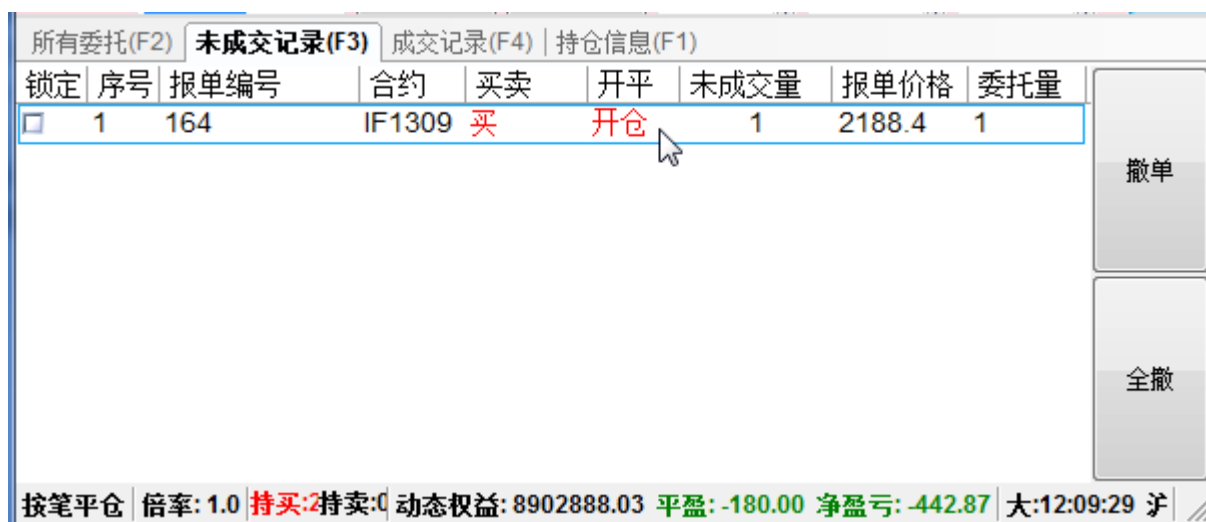 所有委托(F2) 未成交记录(F3) 成交记录(F4) 持仓信息(F1)
锁定 序号 报单编号 合约 买卖 开平 未成交量 报单价格 委托量
1 164 IF1309 买 开仓 1 2188.4 1
撤单
全撤
按笔平仓 倍率: 1.0 持买:2 持卖:0 动态权益: 8902888.03 平盈: -180.00 净盈亏: -442.87 大:12:09:29